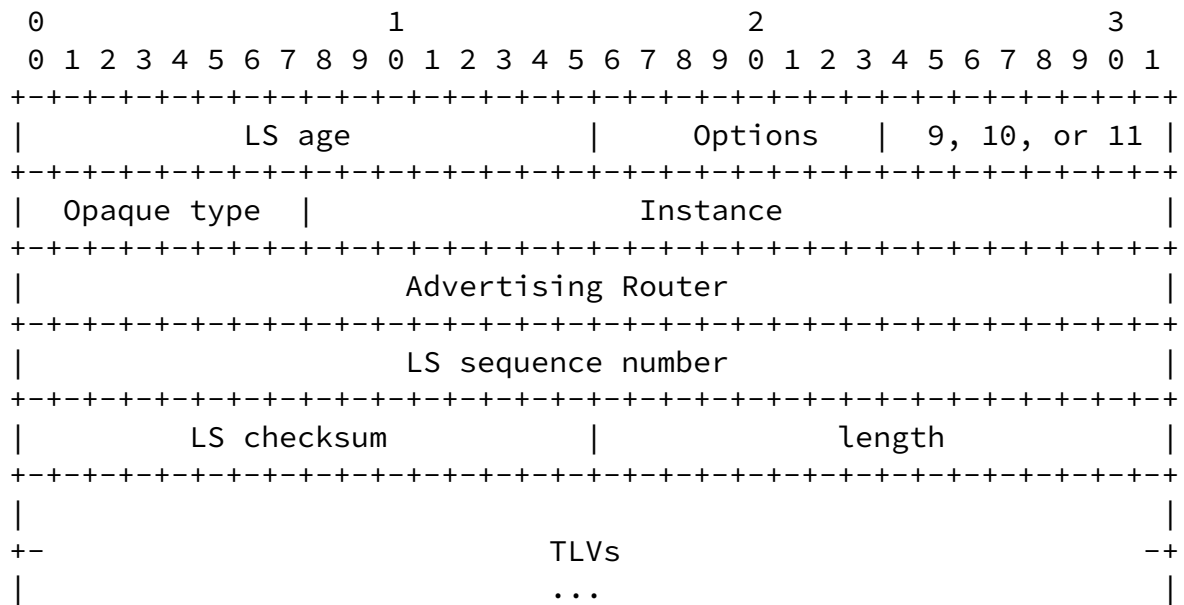 0                   1                   2                   3
 0 1 2 3 4 5 6 7 8 9 0 1 2 3 4 5 6 7 8 9 0 1 2 3 4 5 6 7 8 9 0 1
+-+-+-+-+-+-+-+-+-+-+-+-+-+-+-+-+-+-+-+-+-+-+-+-+-+-+-+-+-+-+-+-+
|            LS age             |     Options   |  9, 10, or 11 |
+-+-+-+-+-+-+-+-+-+-+-+-+-+-+-+-+-+-+-+-+-+-+-+-+-+-+-+-+-+-+-+-+
|  Opaque type  |                  Instance                     |
+-+-+-+-+-+-+-+-+-+-+-+-+-+-+-+-+-+-+-+-+-+-+-+-+-+-+-+-+-+-+-+-+
|                     Advertising Router                        |
+-+-+-+-+-+-+-+-+-+-+-+-+-+-+-+-+-+-+-+-+-+-+-+-+-+-+-+-+-+-+-+-+
|                     LS sequence number                        |
+-+-+-+-+-+-+-+-+-+-+-+-+-+-+-+-+-+-+-+-+-+-+-+-+-+-+-+-+-+-+-+-+
|         LS checksum           |             length            |
+-+-+-+-+-+-+-+-+-+-+-+-+-+-+-+-+-+-+-+-+-+-+-+-+-+-+-+-+-+-+-+-+
|                                                               |
+-                            TLVs                             -+
|                             ...                               |